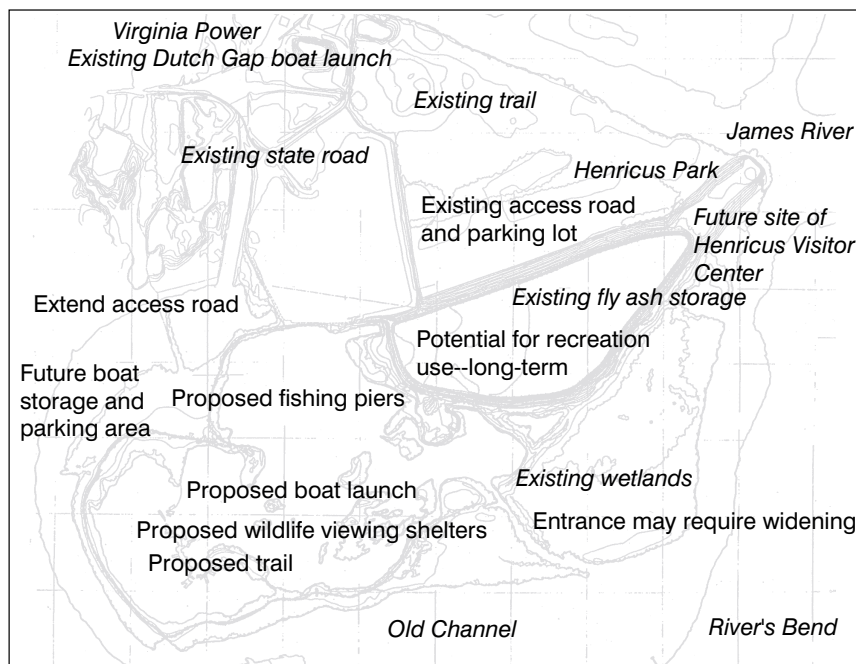 Virginia Power
Existing Dutch Gap boat launch
Existing trail
James River
Existing state road
Henricus Park
Existing access road
and parking lot
Future site of
Henricus Visitor
Center
Extend access road
Existing fly ash storage
Potential for recreation
use--long-term
Future boat
storage and
parking area
Proposed fishing piers
Existing wetlands
Proposed boat launch
Entrance may require widening
Proposed wildlife viewing shelters
Proposed trail
Old Channel
River's Bend